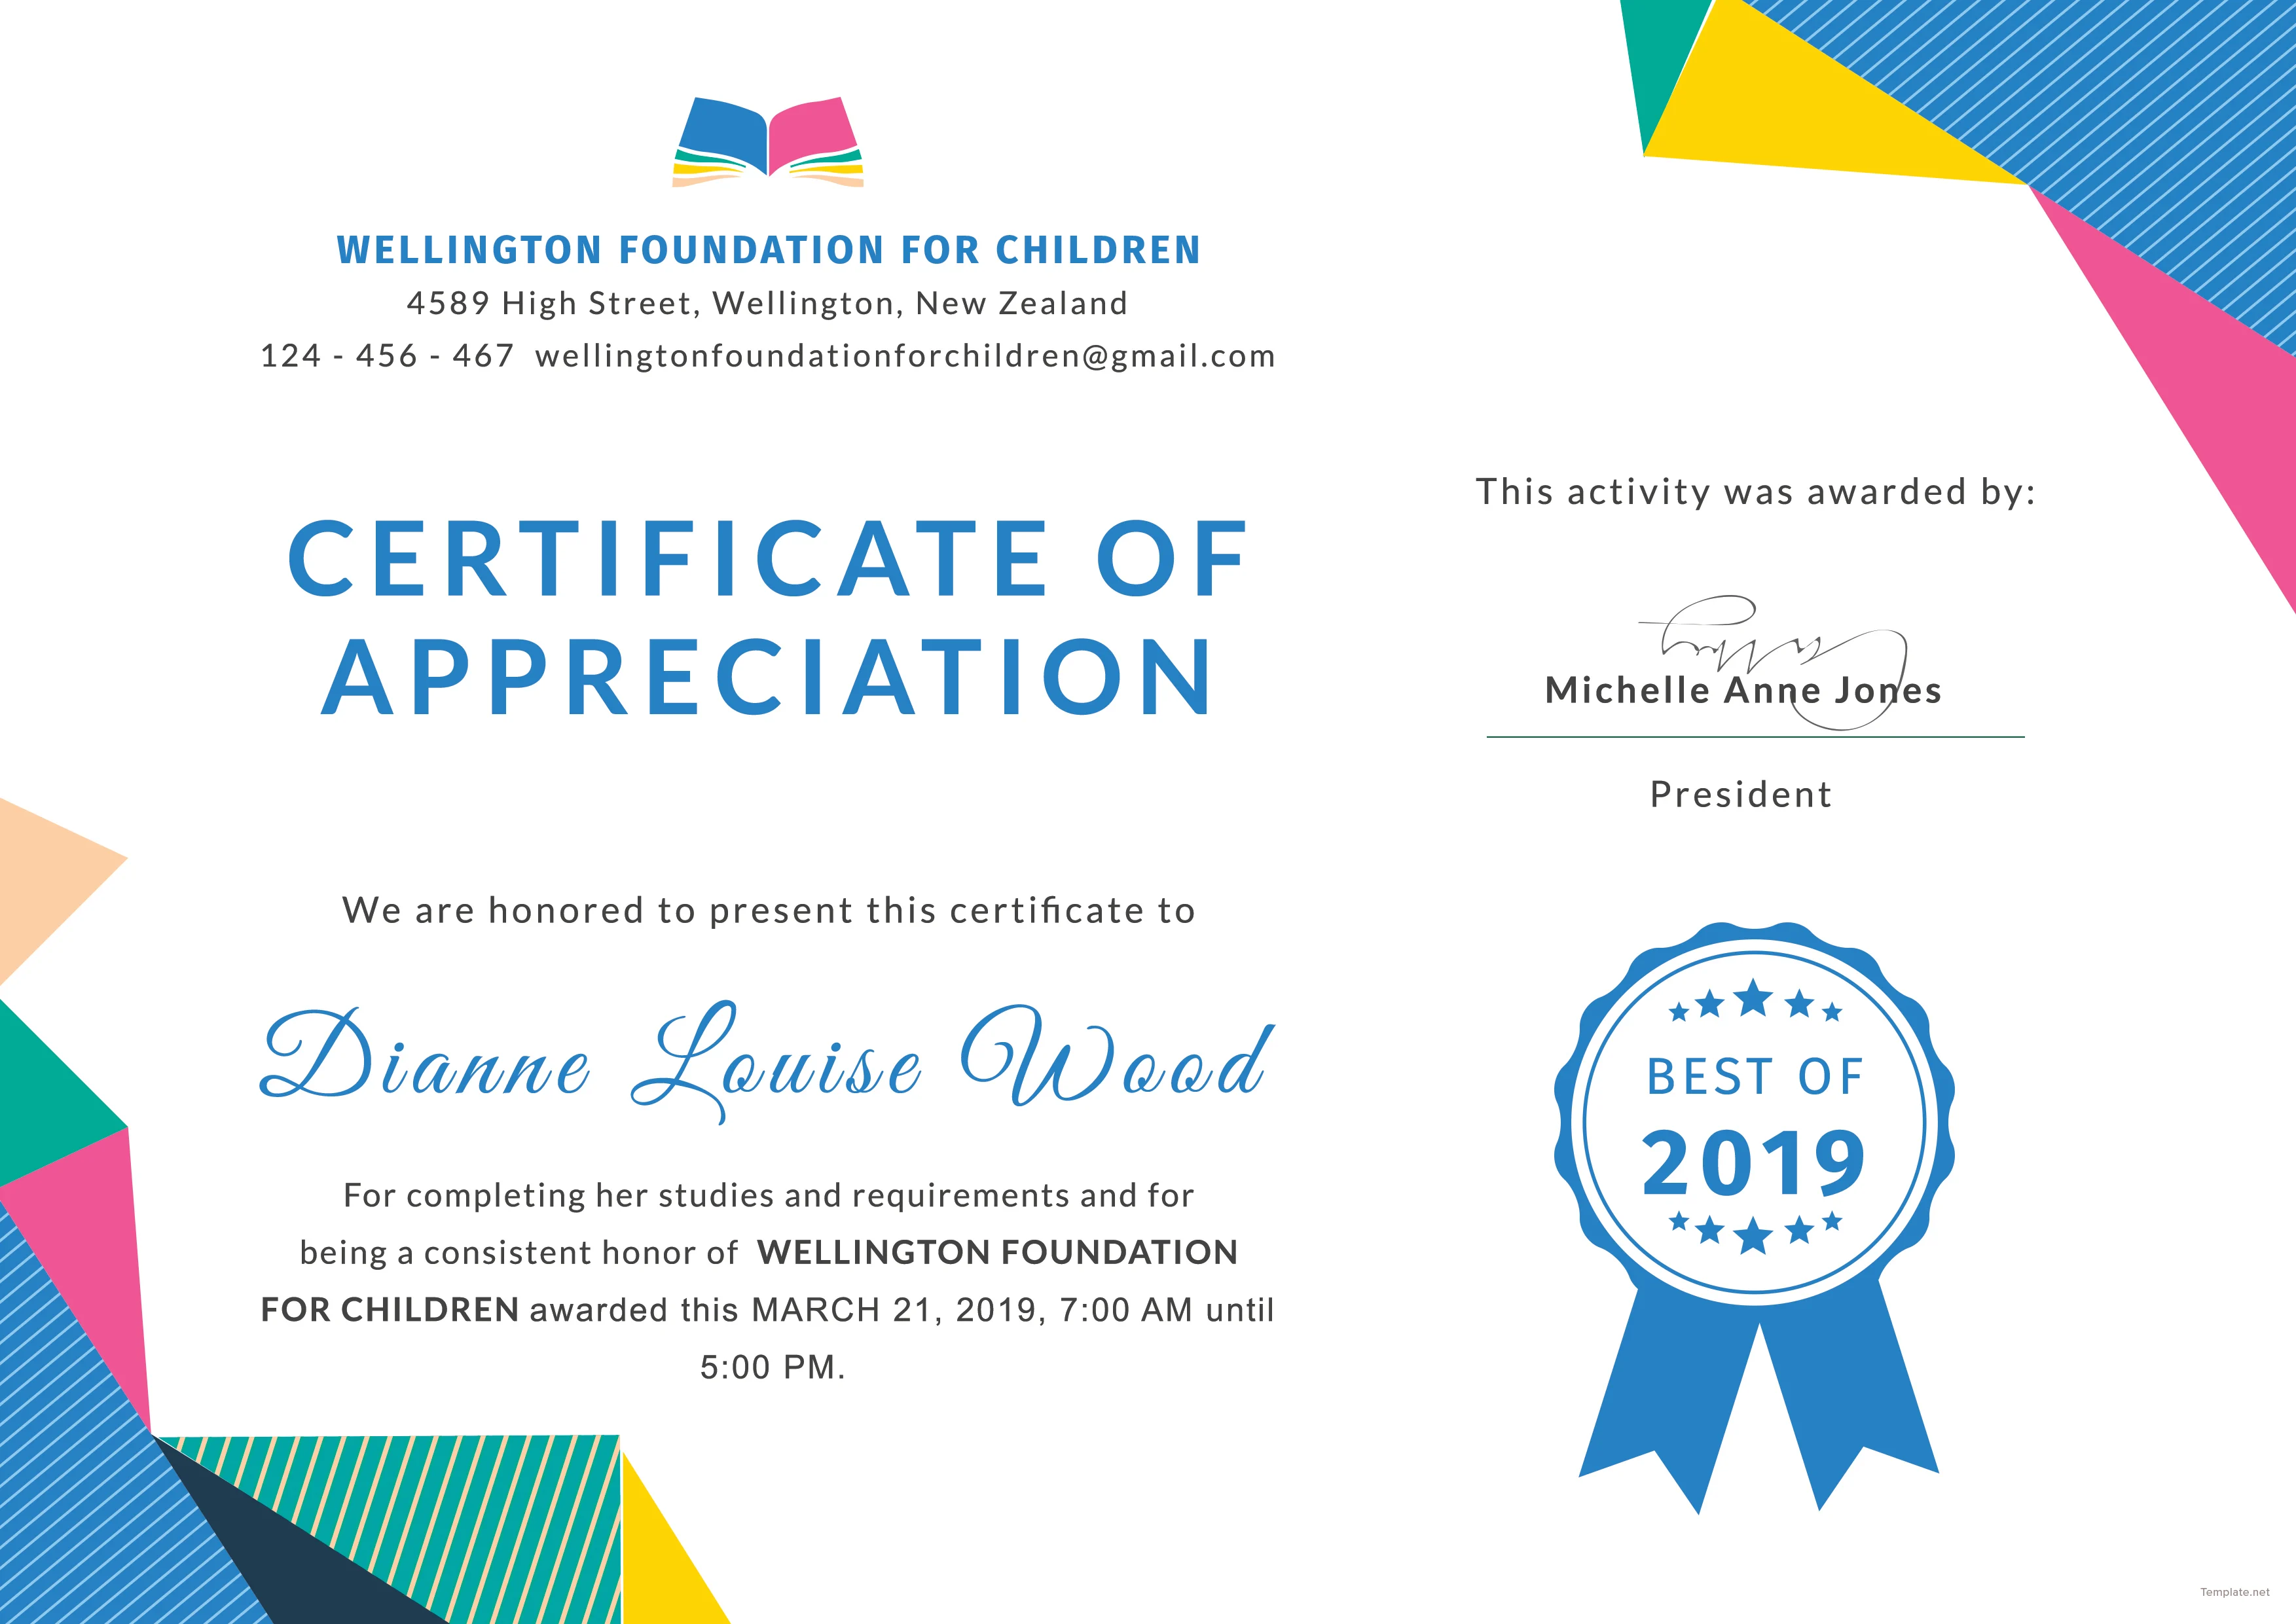 WELLINGTON FOUNDATION FOR CHILDREN
4589 High Street, Wellington, New Zealand
124 - 456 - 467 wellingtonfoundationforchildren@gmail.com
CERTIFICATE OF
APPRECIATION
We are honored to present this certificate to
Dianne Louise Wood
For completing her studies and requirements and for
being a consistent honor of WELLINGTON FOUNDATION
FOR CHILDREN awarded this MARCH 21, 2019, 7:00 AM until
5:00 PM.
This activity was awarded by:
Michelle Anne Jones
President
BEST OF
2019
Template.net